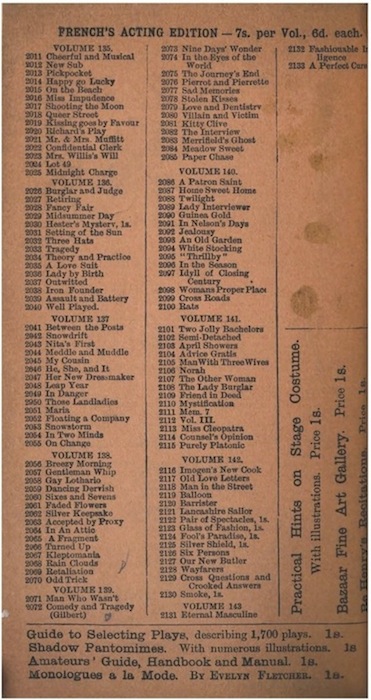 FRENCH'S ACTING EDITION — 7s. per Vol., 6d. each.
VOLUME 135.
2011 Cheerful and Musical
2012 New Sub
2013 Pickpocket
2014 Happy go Lucky
2015 On the Beach
2016 Miss Impudence
2017 Shooting the Moon
2018 Queer Street
2019 Kissing goes by Favour
2020 Richard's Play
2021 Mr. & Mrs. Muffitt
2022 Confidential Clerk
2023 Mrs. Willis's Will
2024 Lot 49
2025 Midnight Charge
VOLUME 136.
2026 Burglar and Judge
2027 Retiring
2028 Fancy Fair
2029 Midsummer Day
2030 Hester's Mystery, 1s.
2031 Setting of the Sun
2032 Three Hats
2033 Tragedy
2034 Theory and Practice
2035 A Love Suit
2036 Lady by Birth
2037 Outwitted
2038 Iron Founder
2039 Assault and Battery
2040 Well Played.
VOLUME 137
2041 Between the Posts
2042 Snowdrift
2043 Nita's First
2044 Meddle and Muddle
2045 My Cousin
2046 He, She, and It
2047 Her New Dressmaker
2048 Leap Year
2049 In Danger
2950 Those Landladies
2051 Maria
2052 Floating a Company
2053 Snowstorm
2054 In Two Minds
2055 On Change
VOLUME 138.
2056 Breezy Morning
2057 Gentleman Whip
2058 Gay Lothario
2059 Dancing Dervish
2060 Sixes and Sevens
2061 Faded Flowers
2062 Silver Keepsake
2063 Accepted by Proxy
2064 In an Attic
2065 A Fragment
2066 Turned Up
2067 Kleptomania
2068 Rain Clouds
2069 Retaliation
2070 Odd Trick
VOLUME 139.
2071 Man Who Wasn't
2072 Comedy and Tragedy
(Gilbert)
2073 Nine Days' Wonder
2074 In the Eyes of the
World
2075 The Journey's End
2076 Pierrot and Pierrette
2077 Sad Memories
2078 Stolen Kisses
2079 Love and Dentistry
2080 Villain and Victim
2081 Kitty Clive
2082 The Interview
2083 Merrifield's Ghost
2084 Meadow Sweet
2085 Paper Chase
VOLUME 140.
2086 A Patron Saint
2087 Home Sweet Home
2088 Twilight
2089 Lady Interviewer
2090 Guinea Gold
2091 In Nelson's Days
2092 Jealousy
2093 An Old Garden
2094 White Stocking
2095 "Thrillby"
2096 In the Season
2097 Idyll of Closing
Century
2098 Womans Proper Place
2099 Cross Roads
2100 Rats
VOLUME 141.
2101 Two Jolly Bachelors
2102 Semi-Detached
2103 April Showers
2104 Advice Gratis
2105 Man With Three Wives
2106 Norah
2107 The Other Woman
2108 The Lady Burglar
2109 Friend in Deed
2110 Mystification
2111 Mem. 7
2112 Vol. III.
2113 Miss Cleopatra
2114 Counsel's Opinion
2115 Purely Platonic
VOLUME 142.
2116 Imogen's New Cook
2117 Old Love Letters
2118 Man in the Street
2119 Balloon
2120 Barrister
2121 Lancashire Sailor
2122 Pair of Spectacles, 1s.
2123 Glass of Fashion, 1s.
2124 Fool's Paradise, 1s.
2125 Silver Shield, 1s.
2126 Six Persons
2127 Our New Butler
2128 Wayfarers
2129 Cross Questions and
Crooked Answers
2130 Smoke, 1s.
VOLUME 143
2131 Eternal Masculine
2132 Fashionable In
ligence
2133 A Perfect Cure
Practical Hints on Stage Costume.
With illustrations. Price 1s.
Bazaar Fine Art Gallery. Price 1s.
Henry's Recitations. Price 1s.
Guide to Selecting Plays, describing 1,700 plays. 1s.
Shadow Pantomimes. With numerous illustrations. 1s
Amateurs' Guide, Handbook and Manual. 1s.
Monologues a la Mode. By Evelyn Fletcher. 1s.